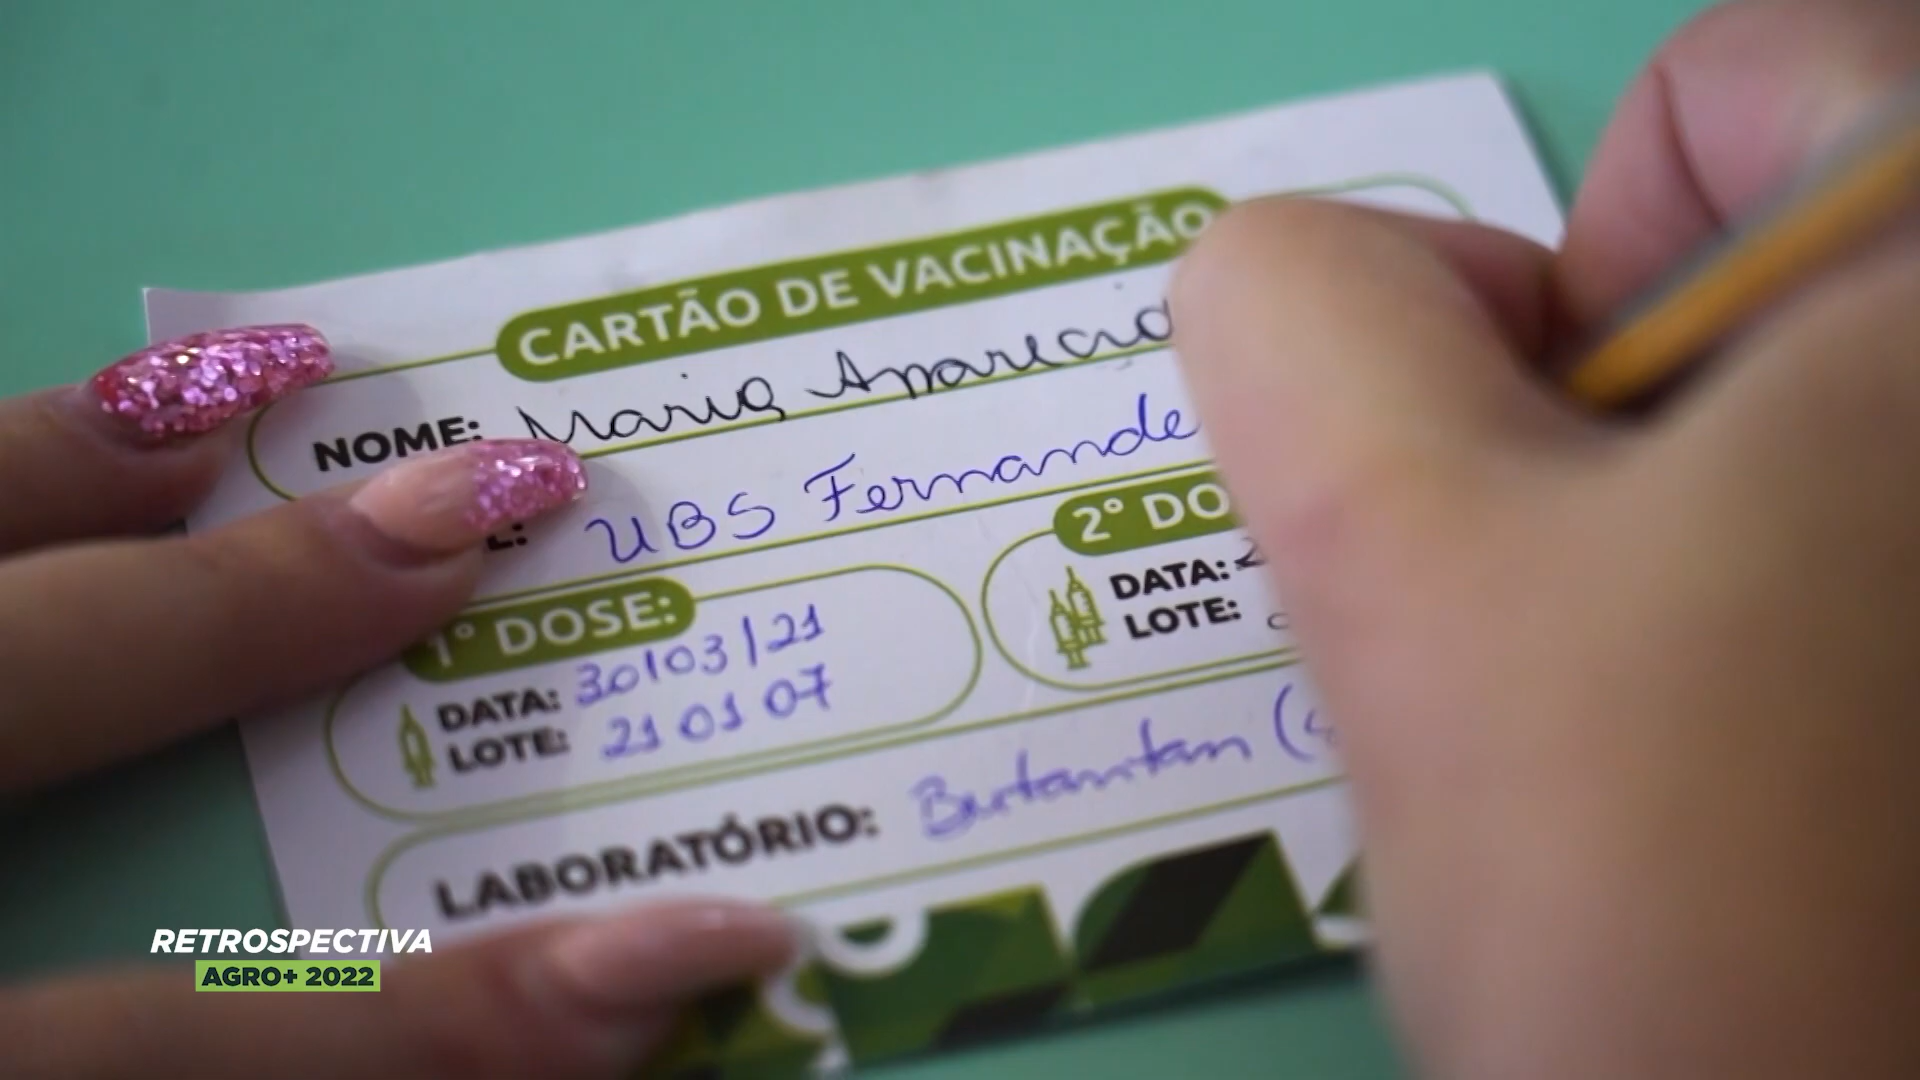 CARTÃO DE VACINAÇÃO
NOME: Maria Aparecid
L: UBS Fernande
1° DOSE:
DATA: 30/03/21
LOTE: 210107
2° DO
DATA:
LOTE:
LABORATÓRIO: Butantan (
RETROSPECTIVA
AGRO+ 2022